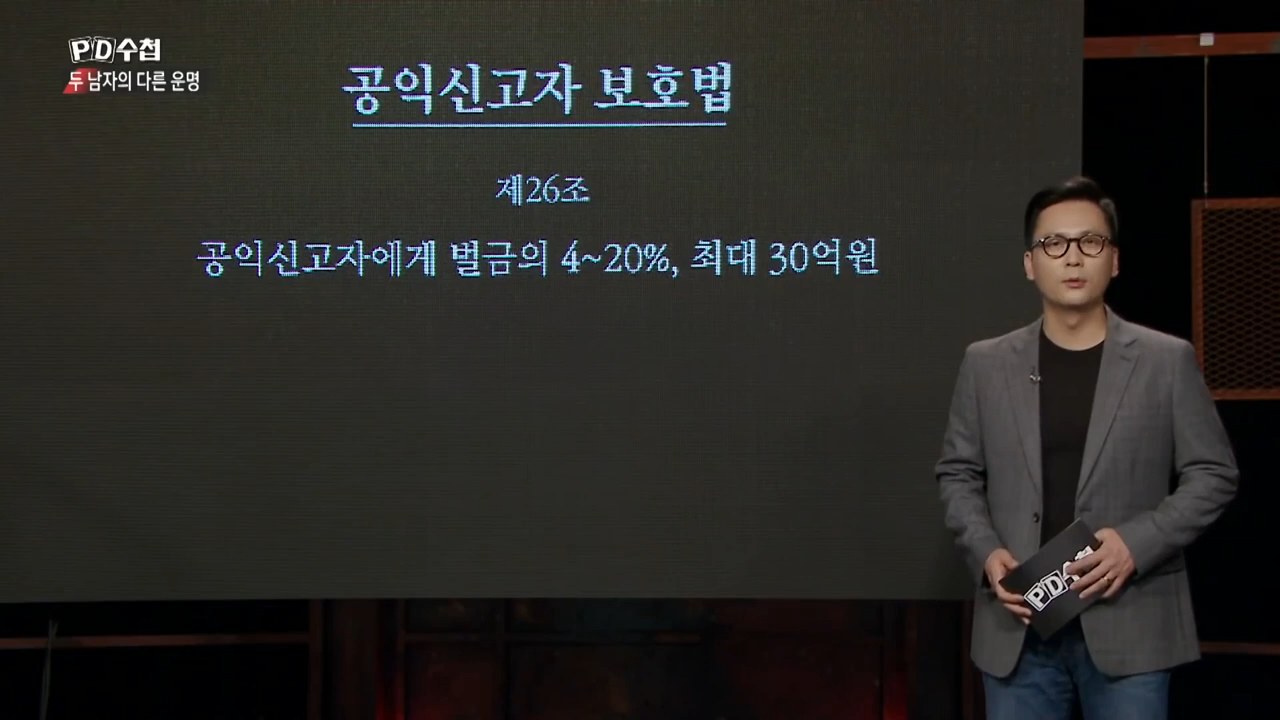 PD수첩
두 남자의 다른 운명
공익신고자 보호법
제26조
공익신고자에게 벌금의 4~20%, 최대 30억원
PD수첩